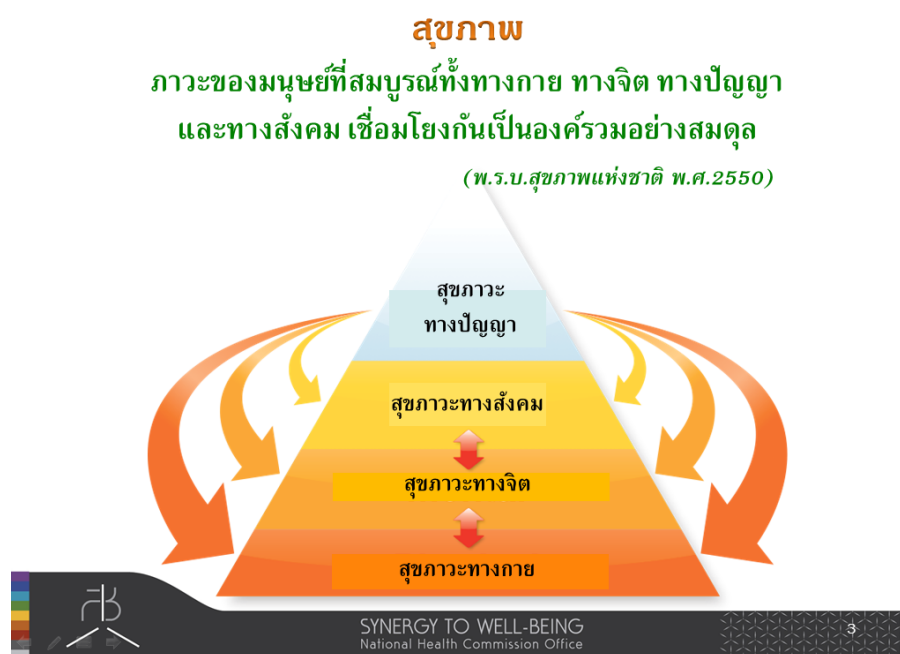 สุขภาพ
ภาวะของมนุษย์ที่สมบูรณ์ทั้งทางกาย ทางจิต ทางปัญญา
และทางสังคม เชื่อมโยงกันเป็นองค์รวมอย่างสมดุล
(พ.ร.บ.สุขภาพแห่งชาติ พ.ศ.2550)
สุขภาวะ
ทางปัญญา
สุขภาวะทางสังคม
สุขภาวะทางจิต
สุขภาวะทางกาย
SYNERGY TO WELL-BEING
National Health Commission Office
3